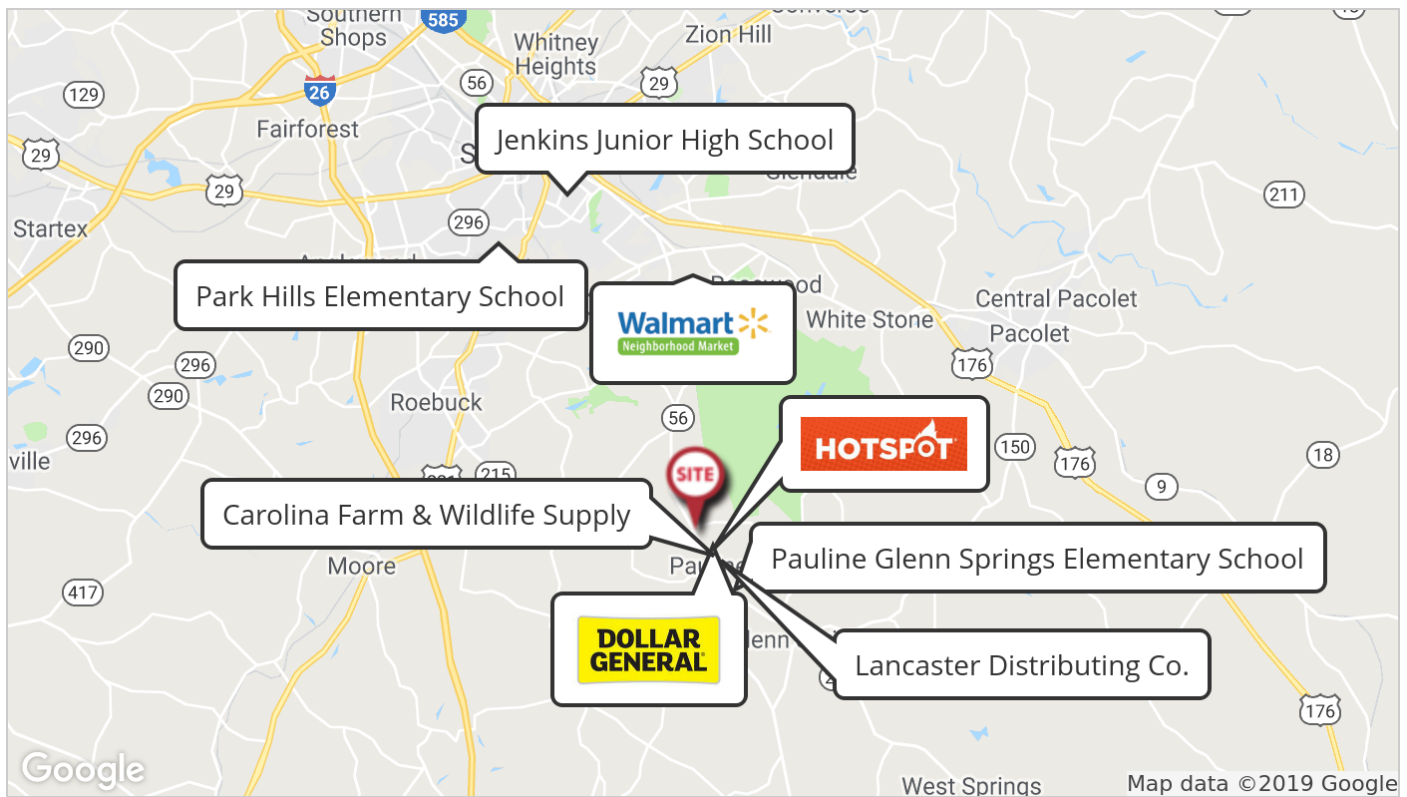 Southern
Shops
585
Whitney
Heights
Zion Hill
129
26
56
29
Fairforest
Jenkins Junior High School
29
29
Glendale
211
Startex
296
Park Hills Elementary School
Walmart
Neighborhood Market
White Stone
Central Pacolet
Pacolet
290
296
290
176
Roebuck
56
296
HOTSPOT
150
176
18
ville
215
SITE
9
Carolina Farm & Wildlife Supply
Pauline Glenn Springs Elementary School
Moore
417
DOLLAR
GENERAL
Lancaster Distributing Co.
176
Google
West Springs
Map data ©2019 Google